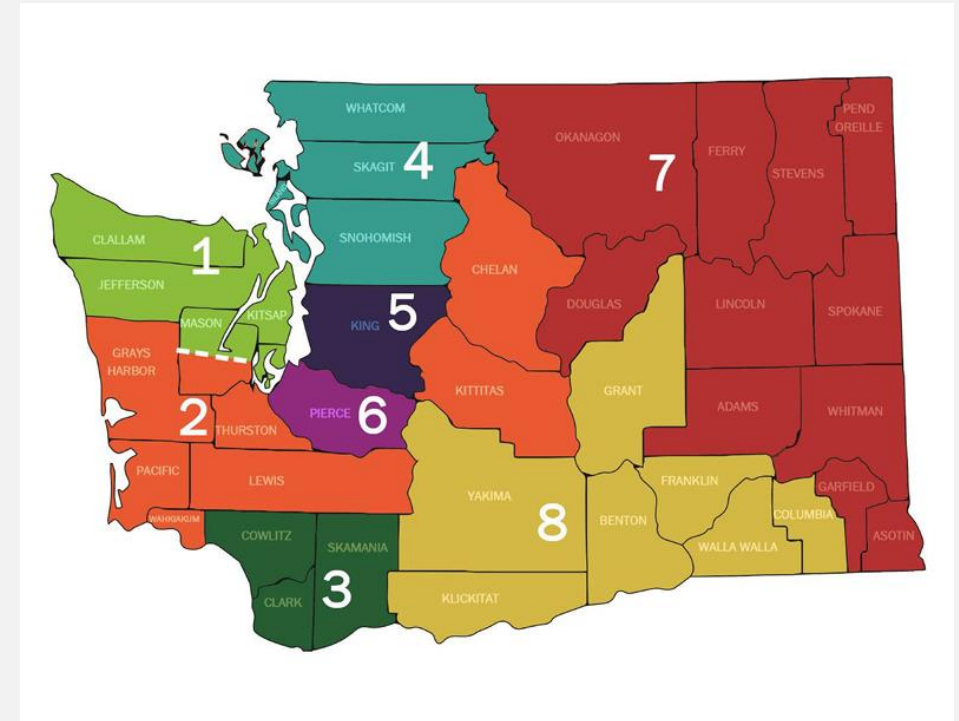 WHATCOM
PEND
OREILLE
OKANAGON
FERRY
SKAGIT
4
7
STEVENS
SNOHOMISH
CLALLAM
1
CHELAN
JEFFERSON
DOUGLAS
LINCOLN
SPOKANE
KITSAP
MASON
KING
5
GRAYS
HARBOR
KITTITAS
GRANT
ADAMS
WHITMAN
2
THURSTON
PIERCE
6
PACIFIC
LEWIS
FRANKLIN
GARFIELD
YAKIMA
8
BENTON
COLUMBIA
WAHKIAKUM
COWLITZ
SKAMANIA
WALLA WALLA
ASOTIN
CLARK
3
KLICKITAT